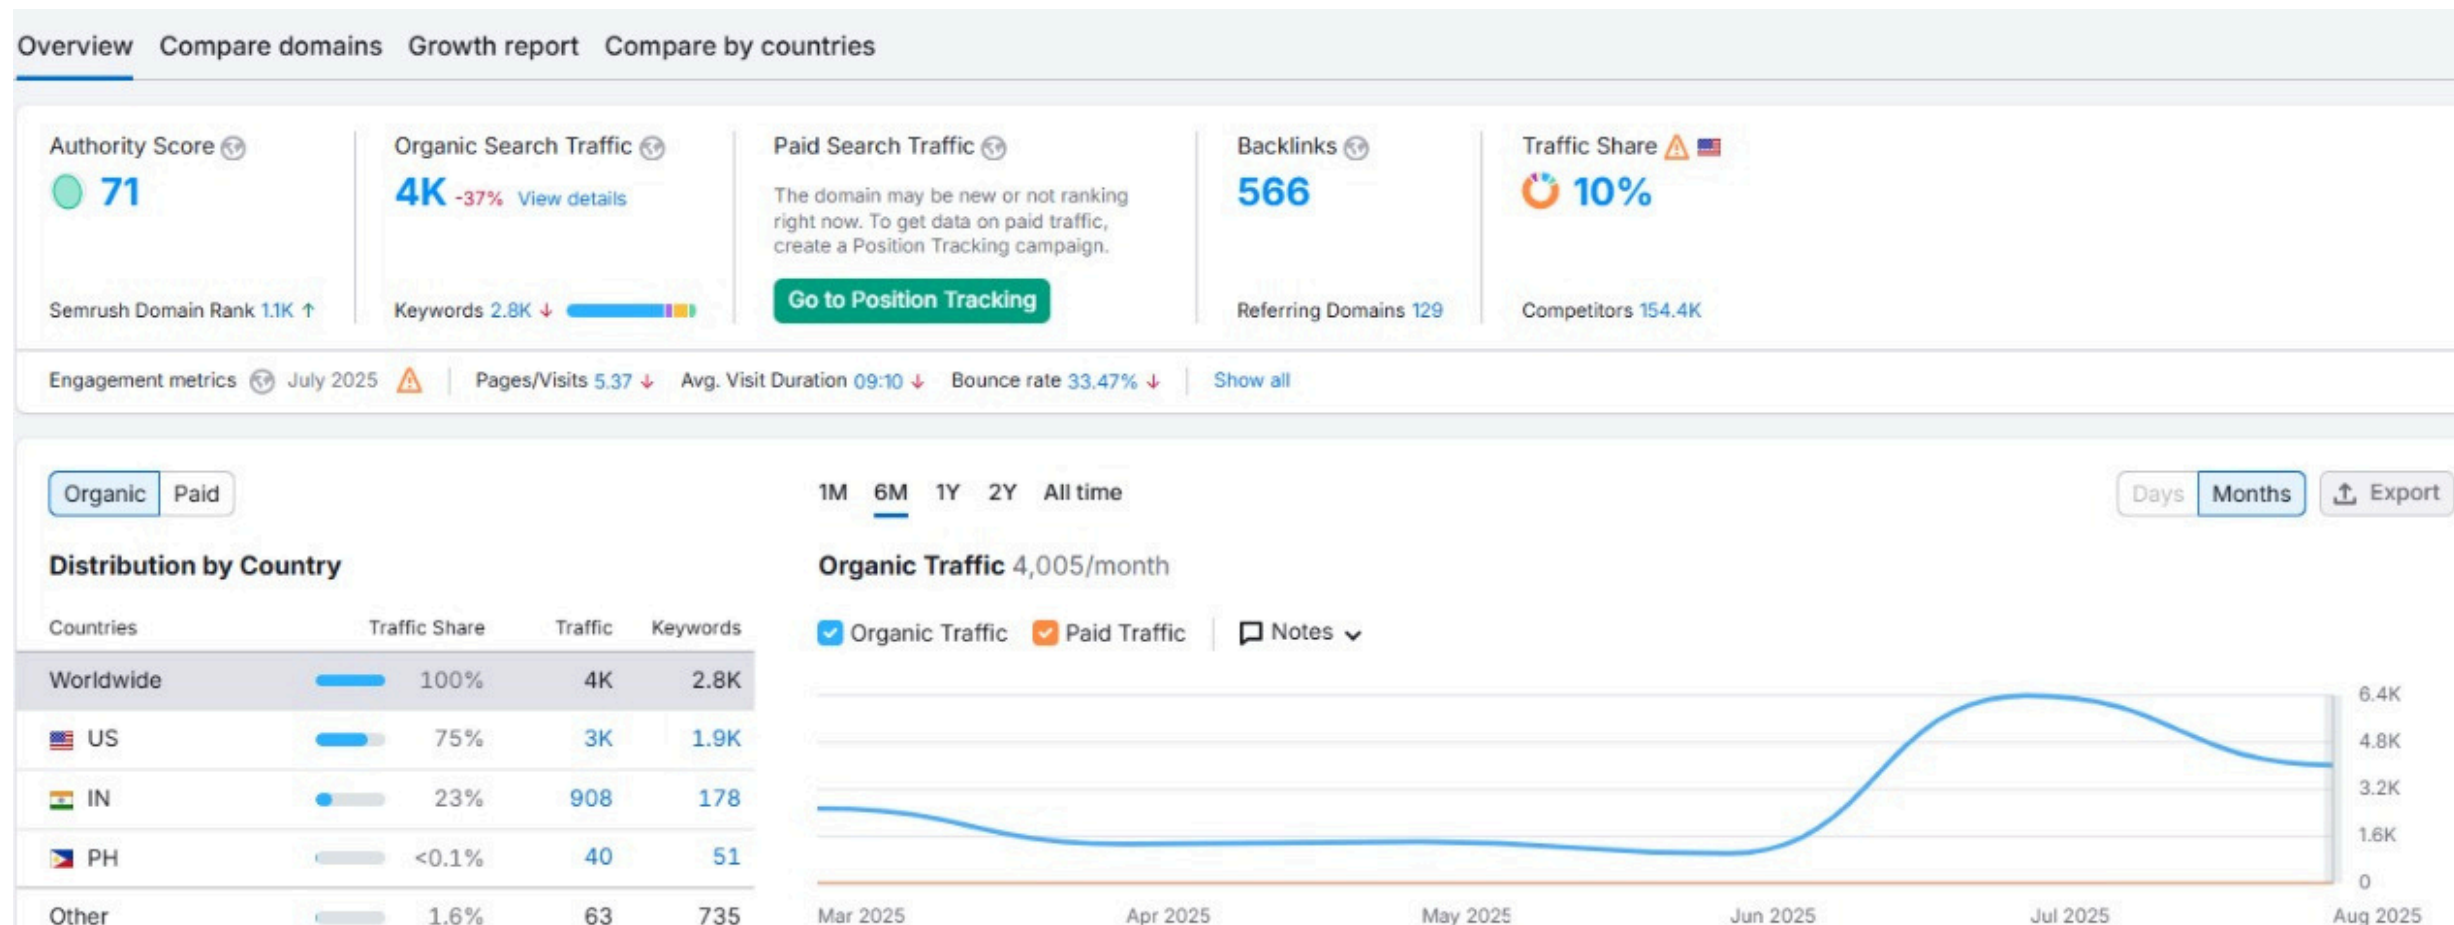 Overview Compare domains Growth report Compare by countries
Authority Score
71
Semrush Domain Rank 1.1K ↑
Organic Search Traffic
4K -37% View details
Keywords 2.8K ↓
Paid Search Traffic
The domain may be new or not ranking
right now. To get data on paid traffic,
create a Position Tracking campaign.
Go to Position Tracking
Backlinks
566
Referring Domains 129
Traffic Share
10%
Competitors 154.4K
Engagement metrics July 2025 Pages/Visits 5.37 ↓ Avg. Visit Duration 09:10 ↓ Bounce rate 33.47% ↓ Show all
Organic Paid
Distribution by Country
Countries Traffic Share Traffic Keywords
Worldwide 100% 4K 2.8K
US 75% 3K 1.9K
IN 23% 908 178
PH <0.1% 40 51
Other 1.6% 63 735
1M 6M 1Y 2Y All time
Days Months Export
Organic Traffic 4,005/month
Organic Traffic Paid Traffic Notes
6.4K
4.8K
3.2K
1.6K
0
Mar 2025 Apr 2025 May 2025 Jun 2025 Jul 2025 Aug 2025